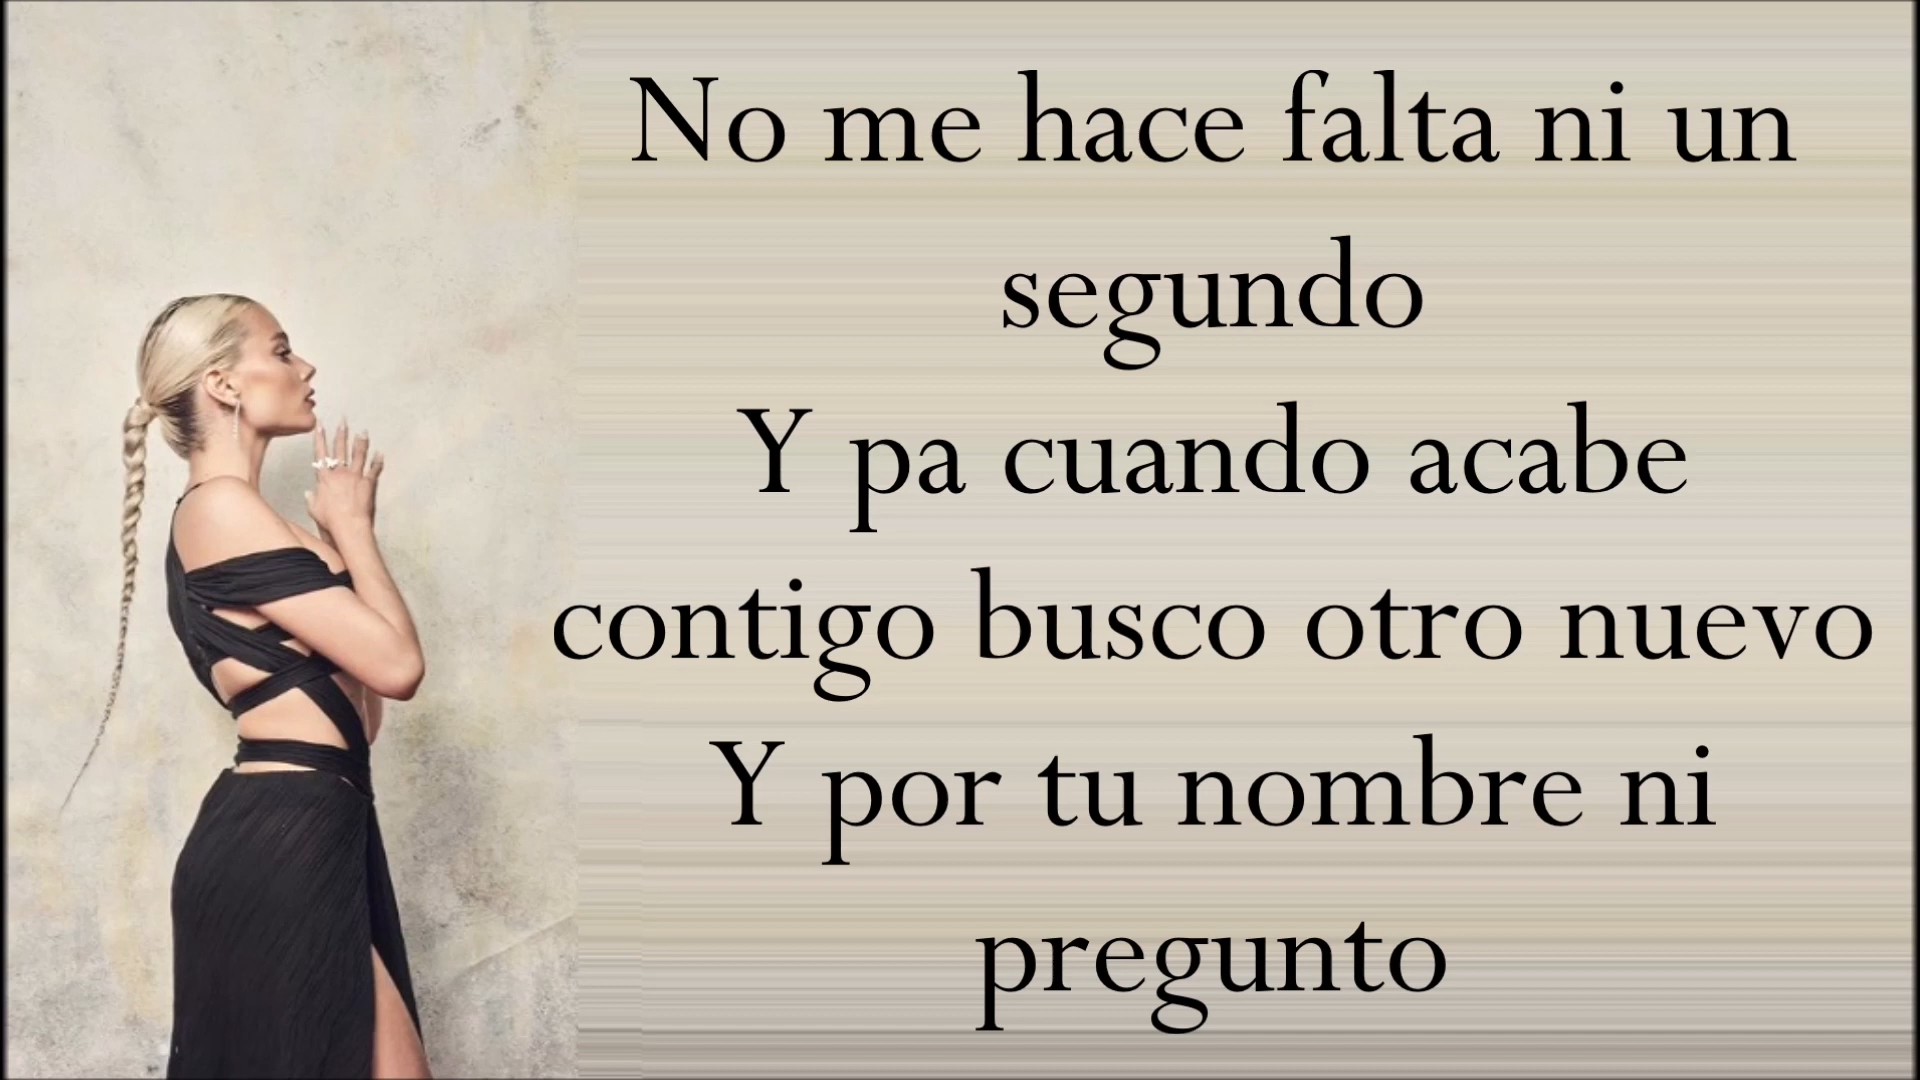 No me hace falta ni un
segundo
Y pa cuando acabe
contigo busco otro nuevo
Y por tu nombre ni
pregunto